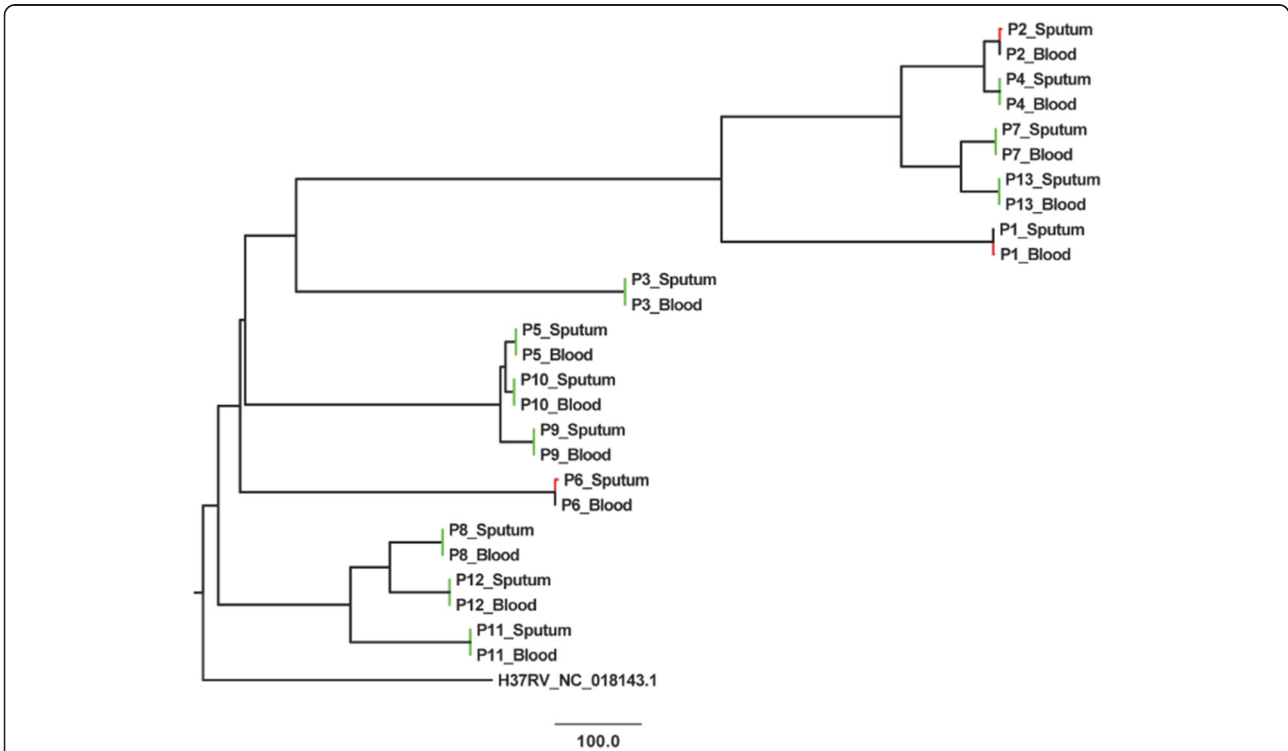 P2_Sputum
P2_Blood
P4_Sputum
P4_Blood
P7_Sputum
P7_Blood
P13_Sputum
P13_Blood
P1_Sputum
P1_Blood
P3_Sputum
P3_Blood
P5_Sputum
P5_Blood
P10_Sputum
P10_Blood
P9_Sputum
P9_Blood
P6_Sputum
P6_Blood
P8_Sputum
P8_Blood
P12_Sputum
P12_Blood
P11_Sputum
P11_Blood
H37RV_NC_018143.1
100.0